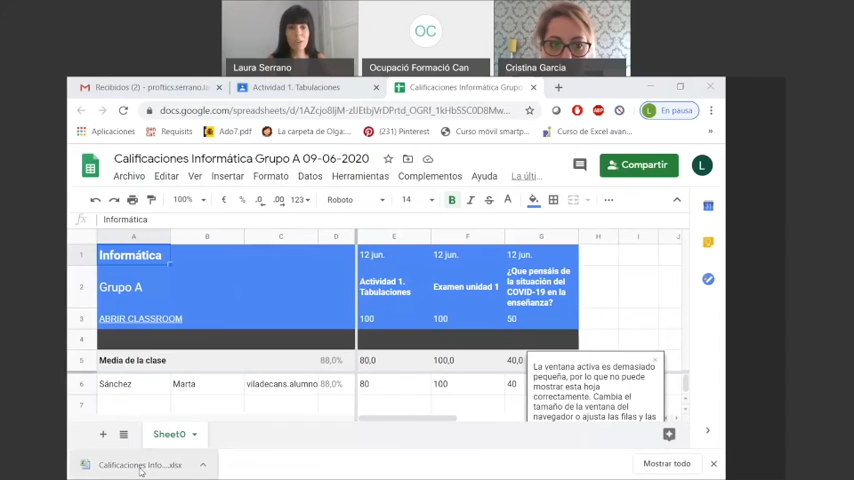 OC
Laura Serrano
Ocupació Formació Can
Cristina Garcia
Recibidos (6) - proftics.serrano.la
Actividad 1. Tabulaciones
Calificaciones Informática Grupo
En pausa
Aplicaciones
Requisits
Ado7.pdf
La carpeta de Olga:
(231) Pinterest
Curso móvil smartp...
Curso de Excel avan...
Calificaciones Informática Grupo A 09-06-2020
Archivo Editar Ver Insertar Formato Datos Herramientas Complementos Ayuda La últi...
Compartir
L
100% € % .0 .00 123 Roboto 14 B I S A
fx Informática
A B C D E F G H I J
1 Informática 12 jun. 12 jun. 12 jun.
2 Grupo A Actividad 1. Tabulaciones Examen unidad 1 ¿Que pensáis de la situación del COVID-19 en la enseñanza?
3 ABRIR CLASSROOM 100 100 50
4
5 Media de la clase 88,0% 80,0 100,0 40,0
6 Sánchez Marta viladecans.alumno 88,0% 80 100 40
7
La ventana activa es demasiado
pequeña, por lo que no puede
mostrar esta hoja
correctamente. Cambia el
tamaño de la ventana del
navegador o ajusta las filas y las
Sheet0
Calificaciones Info....xlsx
Mostrar todo